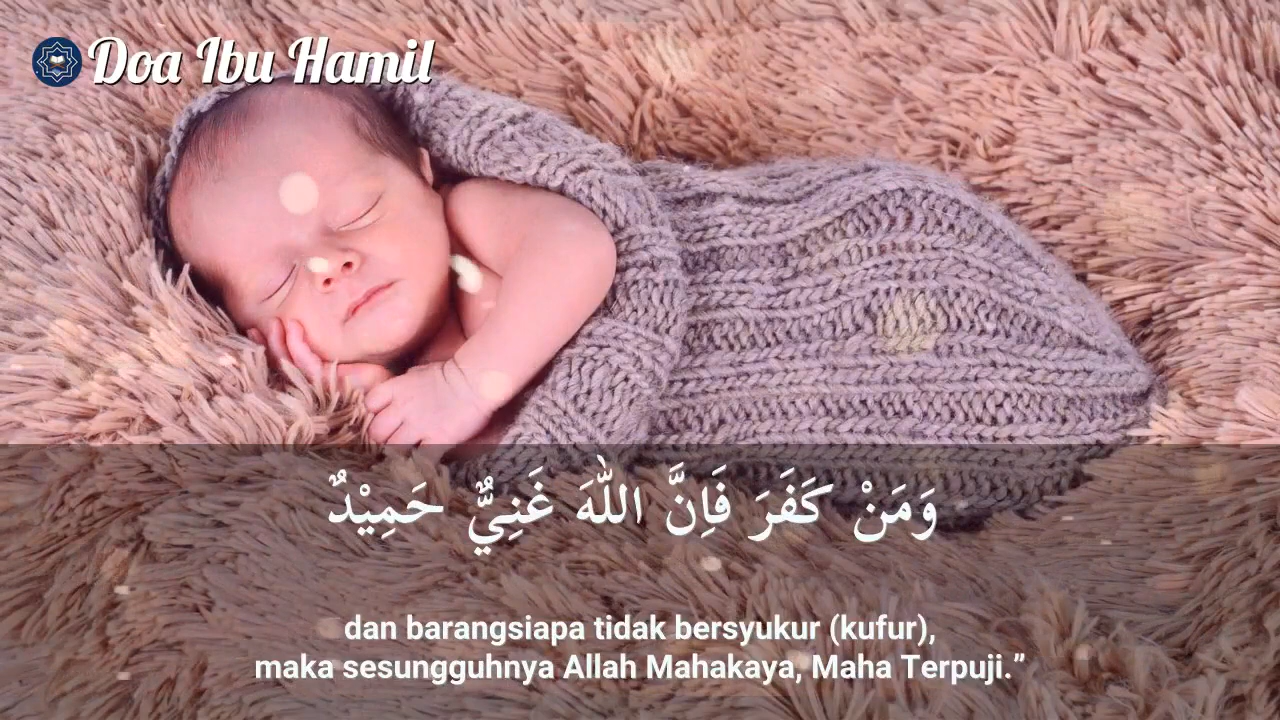 Doa Ibu Hamil
وَمَنْ كَفَرَ فَاِنَّ اللّٰهَ غَنِيٌّ حَمِيْدٌ
dan barangsiapa tidak bersyukur (kufur),
maka sesungguhnya Allah Mahakaya, Maha Terpuji.”